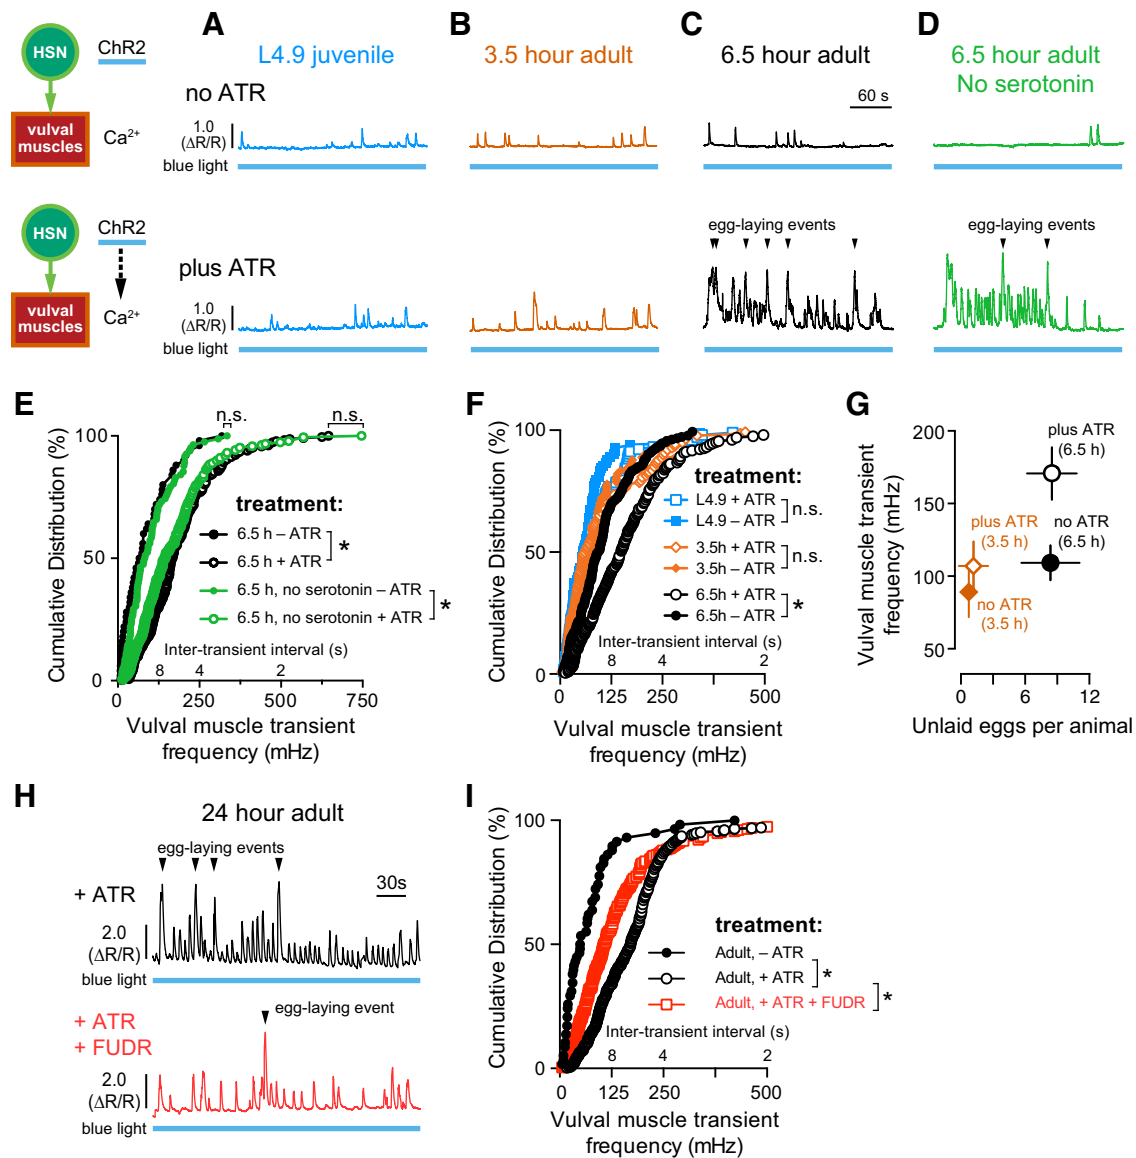 A
B
C
D
HSN
ChR2
L4.9 juvenile
3.5 hour adult
6.5 hour adult
6.5 hour adult
No serotonin
no ATR
60 s
vulval
muscles
Ca2+
1.0
(ΔR/R)
blue light
HSN
ChR2
egg-laying events
egg-laying events
plus ATR
vulval
muscles
Ca2+
1.0
(ΔR/R)
blue light
E
n.s.
n.s.
100
50
0
Cumulative Distribution (%)
treatment:
6.5 h – ATR
6.5 h + ATR
*
6.5 h, no serotonin – ATR
6.5 h, no serotonin + ATR
*
Inter-transient interval (s)
8
4
2
0
250
500
750
Vulval muscle transient
frequency (mHz)
F
100
50
0
Cumulative Distribution (%)
treatment:
L4.9 + ATR
L4.9 – ATR
n.s.
3.5h + ATR
3.5h – ATR
n.s.
6.5h + ATR
6.5h – ATR
*
Inter-transient interval (s)
8
4
2
0
125
250
500
Vulval muscle transient
frequency (mHz)
G
200
150
100
50
Vulval muscle transient
frequency (mHz)
plus ATR
(6.5 h)
plus ATR
(3.5 h)
no ATR
(6.5 h)
no ATR
(3.5 h)
0
6
12
Unlaid eggs per animal
H
24 hour adult
egg-laying events
+ ATR
30s
2.0
(ΔR/R)
blue light
+ ATR
+ FUDR
egg-laying event
2.0
(ΔR/R)
blue light
I
100
50
0
Cumulative Distribution (%)
treatment:
Adult, – ATR
Adult, + ATR
*
Adult, + ATR + FUDR
*
Inter-transient interval (s)
8
4
2
0
125
250
500
Vulval muscle transient
frequency (mHz)